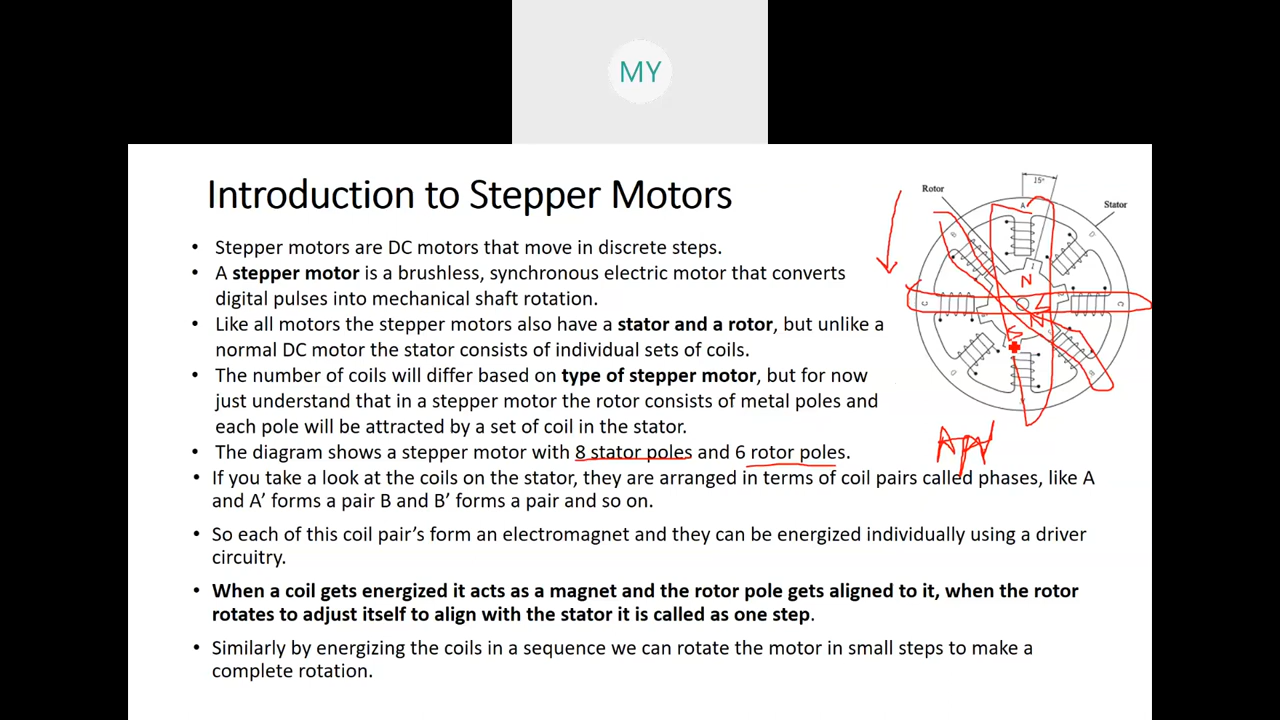 MY
Introduction to Stepper Motors
• Stepper motors are DC motors that move in discrete steps.
• A stepper motor is a brushless, synchronous electric motor that converts
digital pulses into mechanical shaft rotation.
• Like all motors the stepper motors also have a stator and a rotor, but unlike a
normal DC motor the stator consists of individual sets of coils.
• The number of coils will differ based on type of stepper motor, but for now
just understand that in a stepper motor the rotor consists of metal poles and
each pole will be attracted by a set of coil in the stator.
• The diagram shows a stepper motor with 8 stator poles and 6 rotor poles.
• If you take a look at the coils on the stator, they are arranged in terms of coil pairs called phases, like A
and A’ forms a pair B and B’ forms a pair and so on.
• So each of this coil pair’s form an electromagnet and they can be energized individually using a driver
circuitry.
• When a coil gets energized it acts as a magnet and the rotor pole gets aligned to it, when the rotor
rotates to adjust itself to align with the stator it is called as one step.
• Similarly by energizing the coils in a sequence we can rotate the motor in small steps to make a
complete rotation.
15°
Rotor
Stator
A
N
N
S